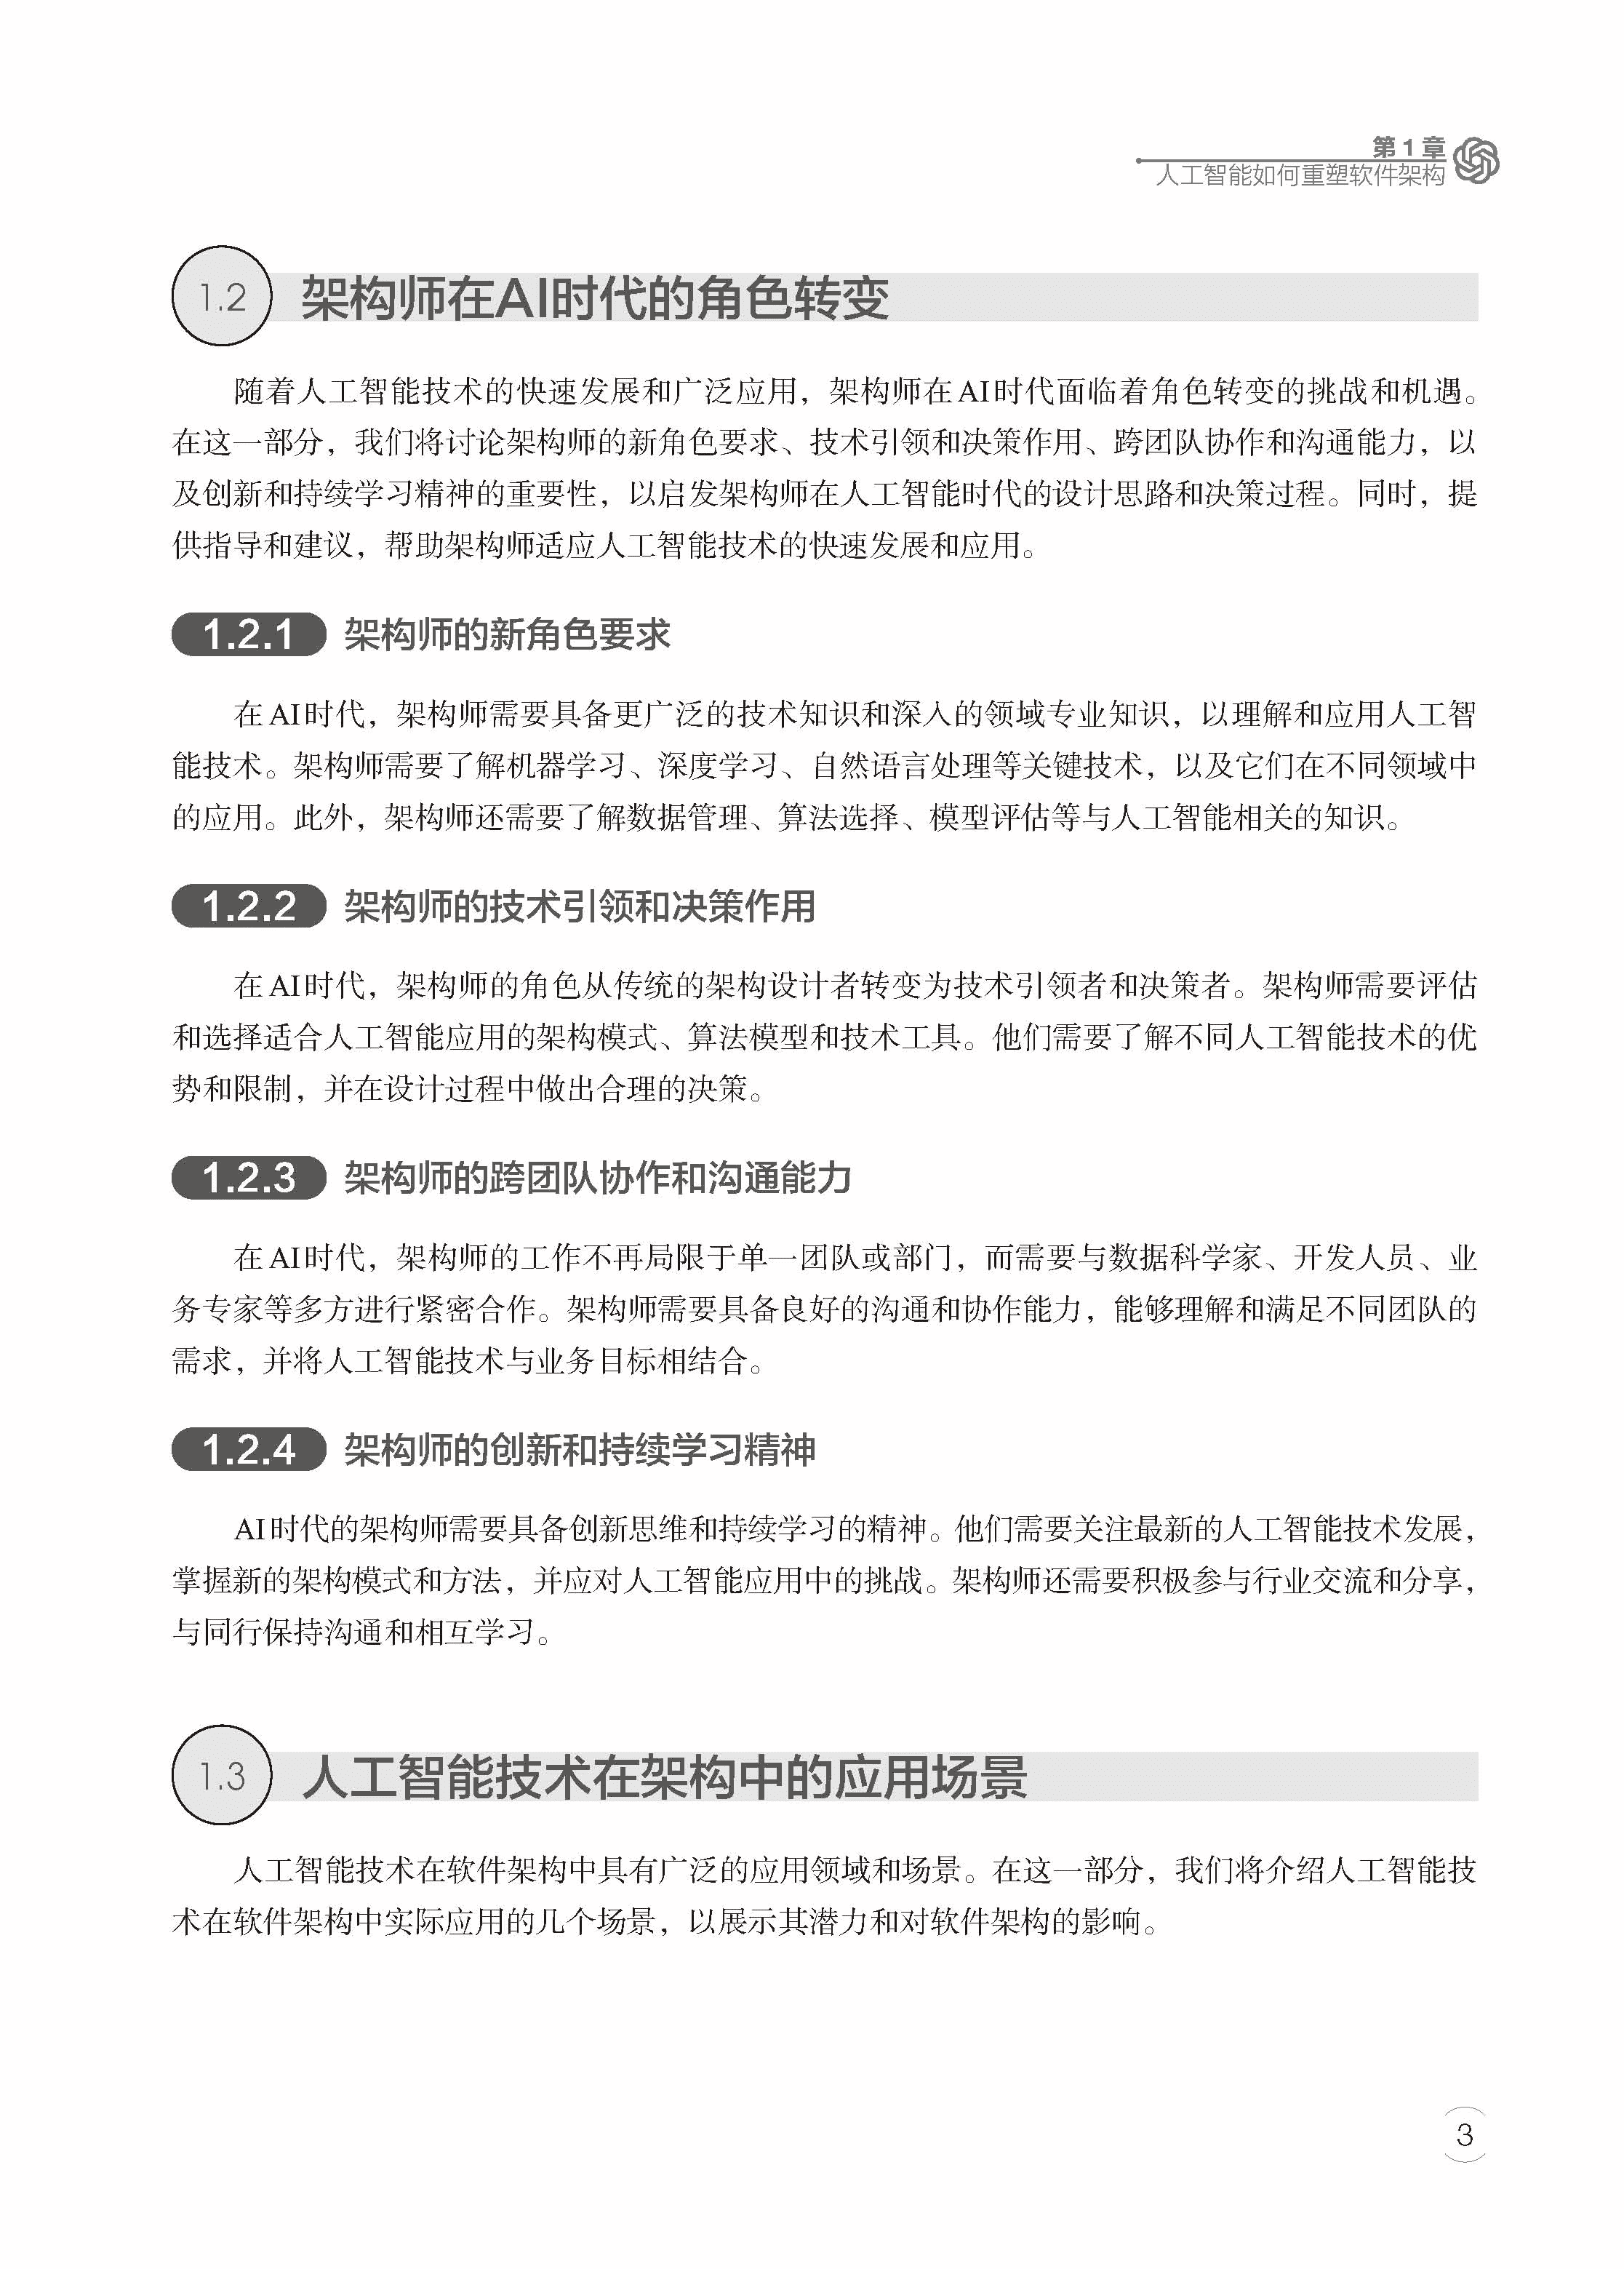 第 1 章
人工智能如何重塑软件架构
1.2 架构师在AI时代的角色转变
随着人工智能技术的快速发展和广泛应用，架构师在AI时代面临着角色转变的挑战和机遇。
在这一部分，我们将讨论架构师的新角色要求、技术引领和决策作用、跨团队协作和沟通能力，以
及创新和持续学习精神的重要性，以启发架构师在人工智能时代的设计思路和决策过程。同时，提
供指导和建议，帮助架构师适应人工智能技术的快速发展和应用。
1.2.1 架构师的新角色要求
在AI时代，架构师需要具备更广泛的技术知识和深入的领域专业知识，以理解和应用人工智
能技术。架构师需要了解机器学习、深度学习、自然语言处理等关键技术，以及它们在不同领域中
的应用。此外，架构师还需要了解数据管理、算法选择、模型评估等与人工智能相关的知识。
1.2.2 架构师的技术引领和决策作用
在AI时代，架构师的角色从传统的架构设计者转变为技术引领者和决策者。架构师需要评估
和选择适合人工智能应用的架构模式、算法模型和技术工具。他们需要了解不同人工智能技术的优
势和限制，并在设计过程中做出合理的决策。
1.2.3 架构师的跨团队协作和沟通能力
在AI时代，架构师的工作不再局限于单一团队或部门，而需要与数据科学家、开发人员、业
务专家等多方进行紧密合作。架构师需要具备良好的沟通和协作能力，能够理解和满足不同团队的
需求，并将人工智能技术与业务目标相结合。
1.2.4 架构师的创新和持续学习精神
AI时代的架构师需要具备创新思维和持续学习的精神。他们需要关注最新的人工智能技术发展，
掌握新的架构模式和方法，并应对人工智能应用中的挑战。架构师还需要积极参与行业交流和分享，
与同行保持沟通和相互学习。
1.3 人工智能技术在架构中的应用场景
人工智能技术在软件架构中具有广泛的应用领域和场景。在这一部分，我们将介绍人工智能技
术在软件架构中实际应用的几个场景，以展示其潜力和对软件架构的影响。
3